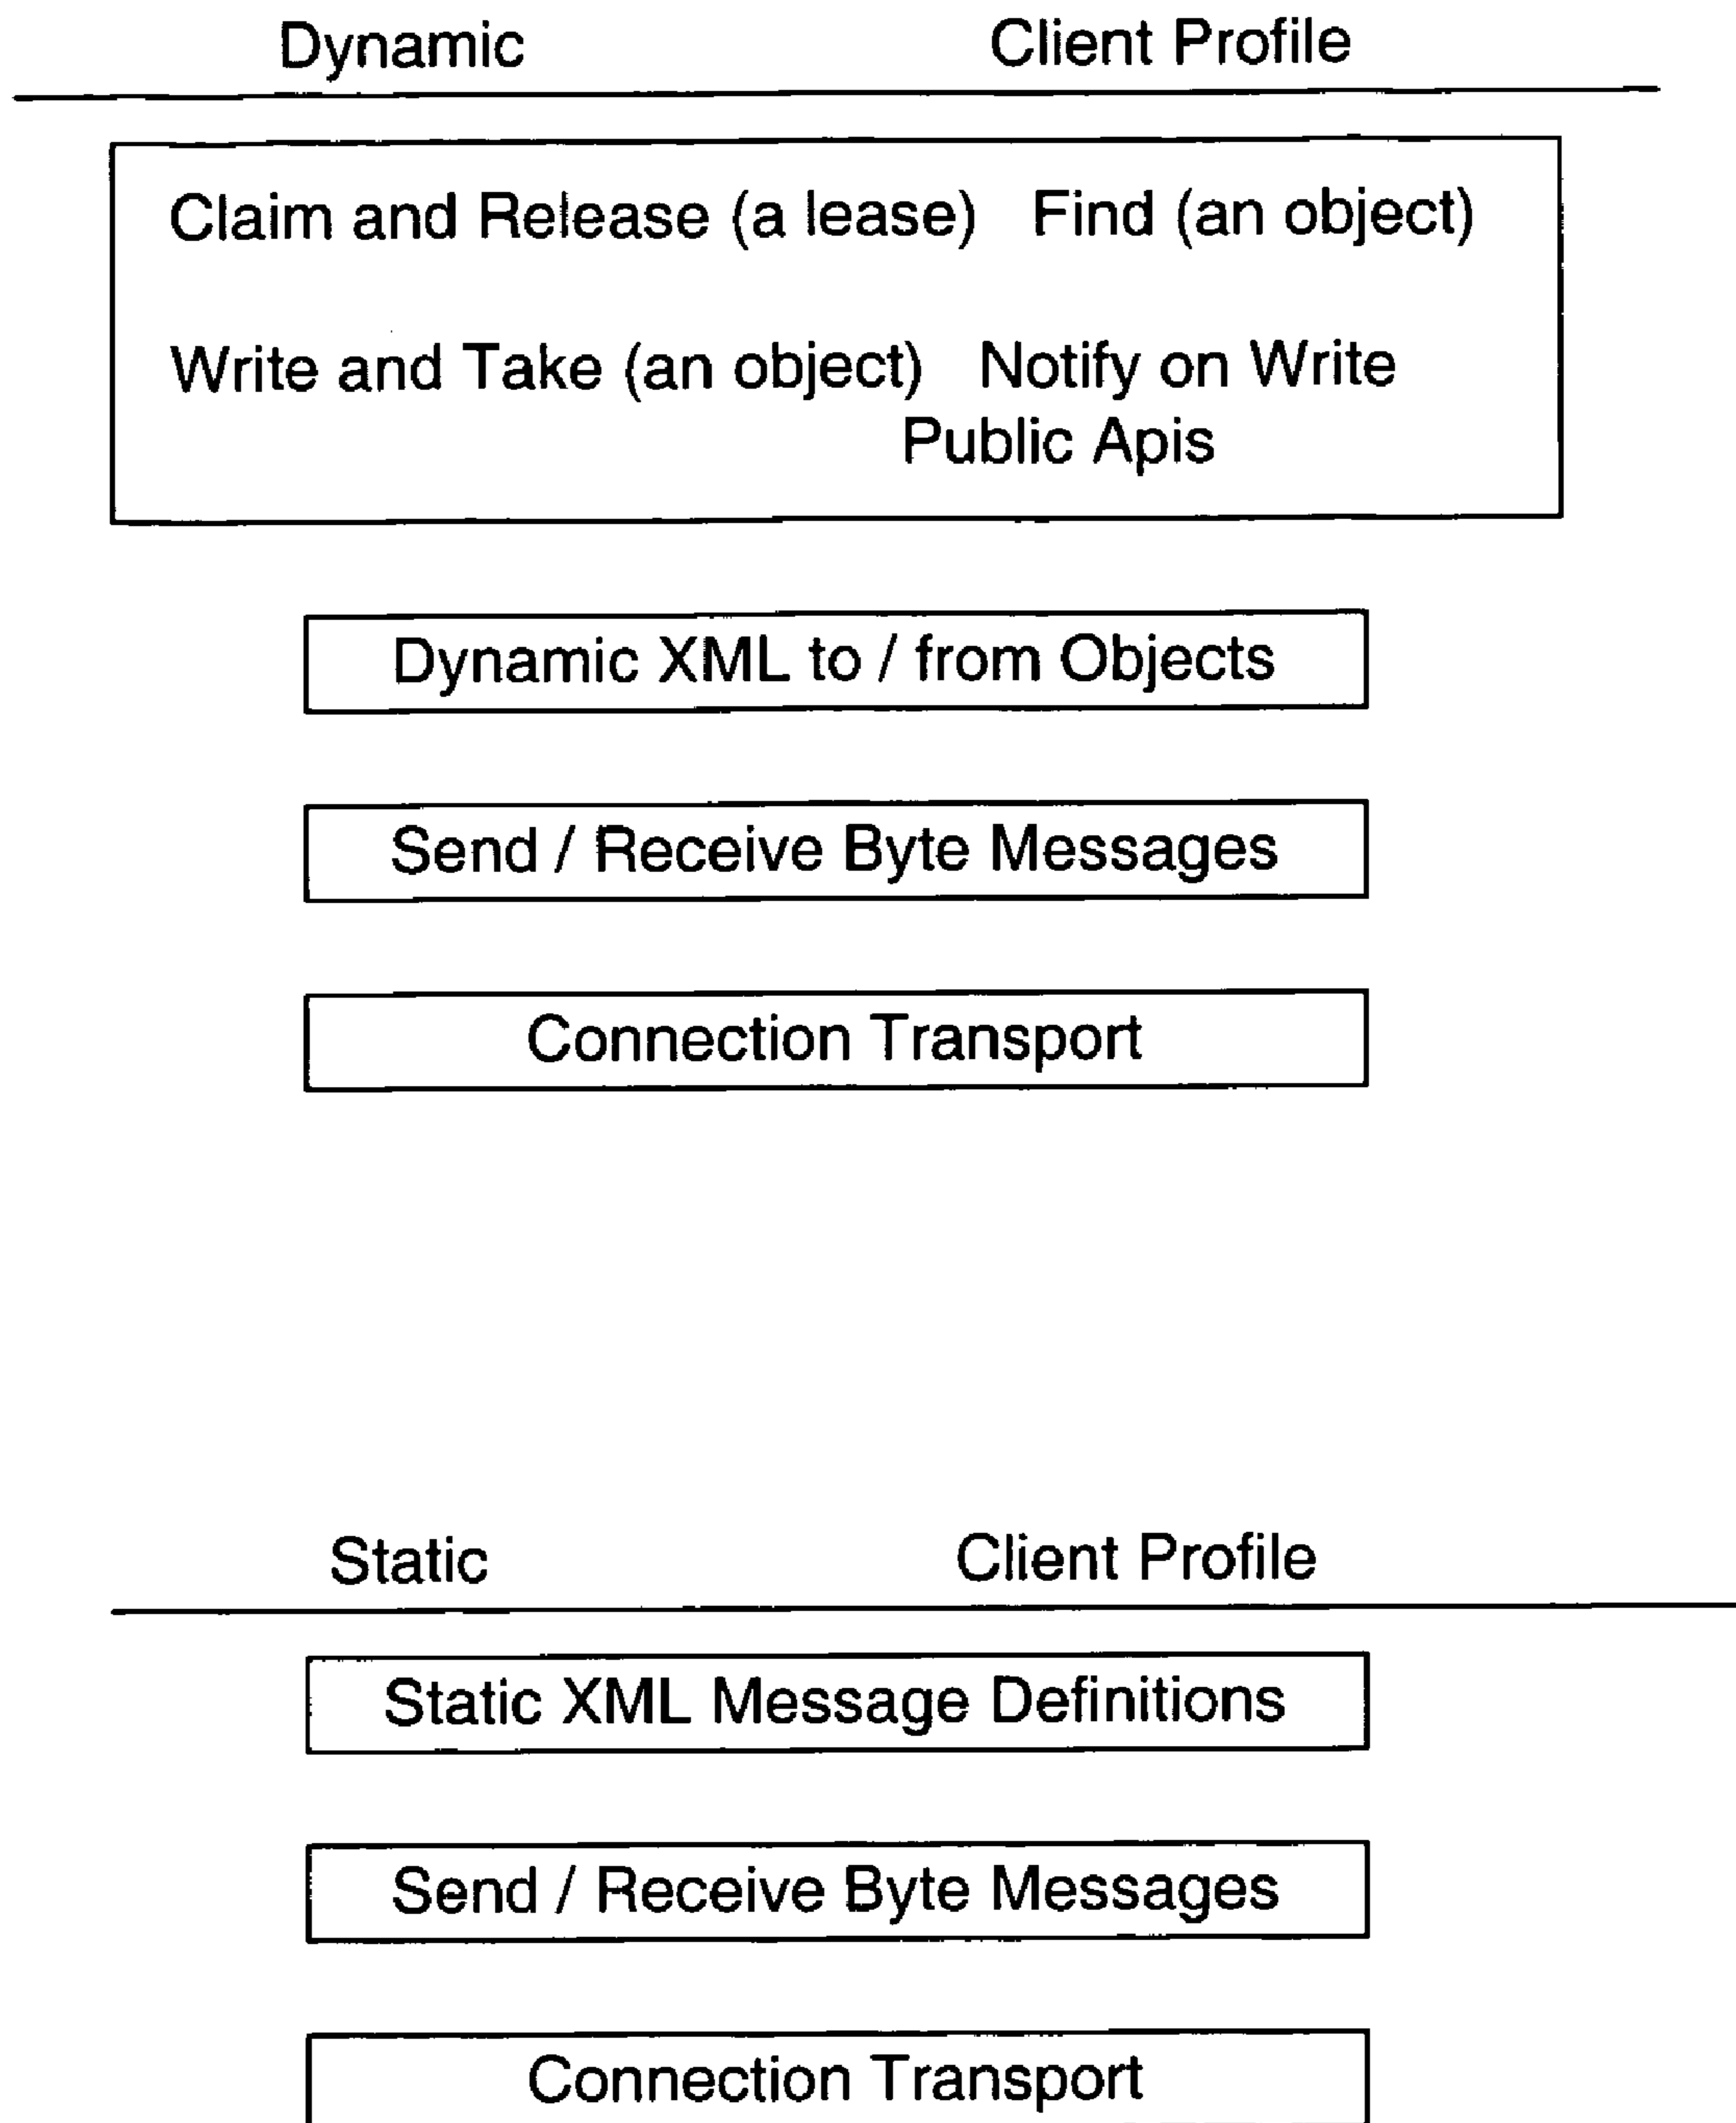 Dynamic Client Profile
Claim and Release (a lease) Find (an object)
Write and Take (an object) Notify on Write
Public Apis
Dynamic XML to / from Objects
Send / Receive Byte Messages
Connection Transport
Static Client Profile
Static XML Message Definitions
Send / Receive Byte Messages
Connection Transport